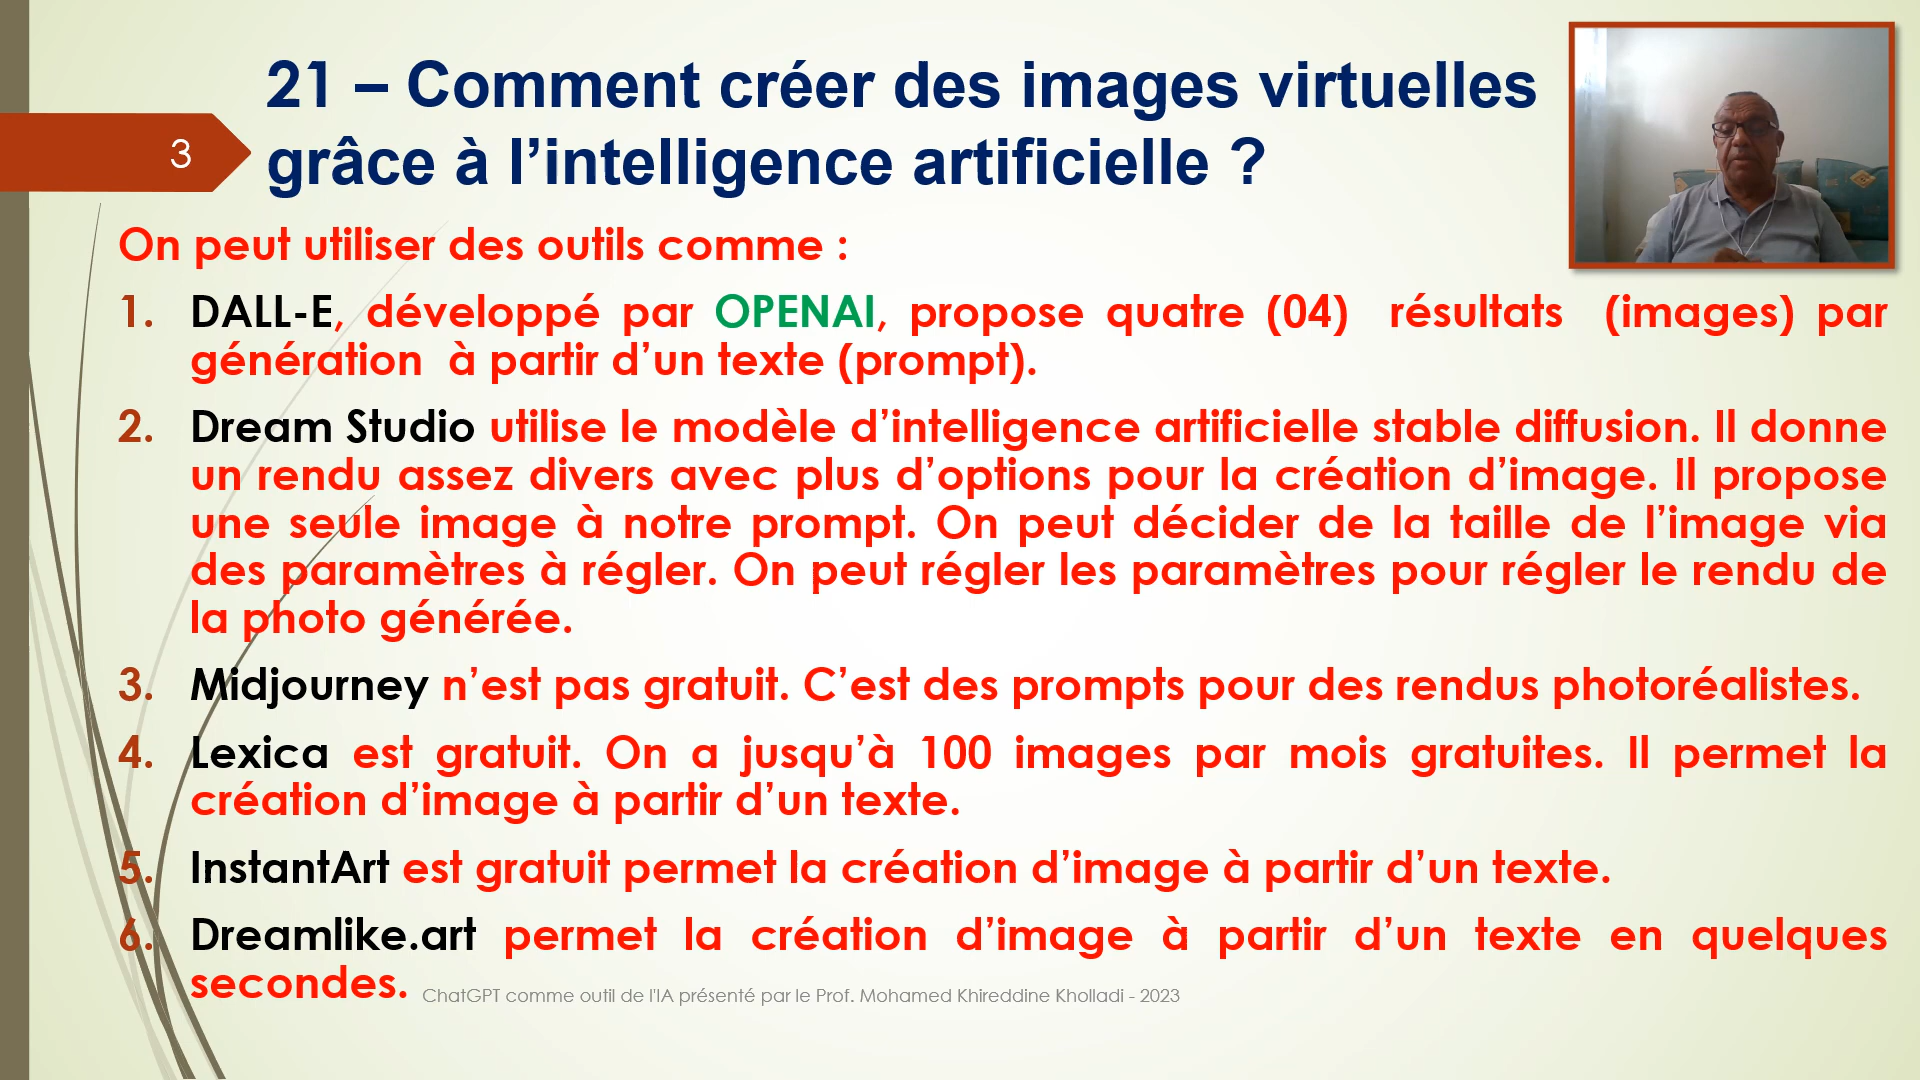 21 – Comment créer des images virtuelles
grâce à l’intelligence artificielle ?
3
On peut utiliser des outils comme :
1. DALL-E, développé par OPENAI, propose quatre (04) résultats (images) par
génération à partir d’un texte (prompt).
2. Dream Studio utilise le modèle d’intelligence artificielle stable diffusion. Il donne
un rendu assez divers avec plus d’options pour la création d’image. Il propose
une seule image à notre prompt. On peut décider de la taille de l’image via
des paramètres à régler. On peut régler les paramètres pour régler le rendu de
la photo générée.
3. Midjourney n’est pas gratuit. C’est des prompts pour des rendus photoréalistes.
4. Lexica est gratuit. On a jusqu’à 100 images par mois gratuites. Il permet la
création d’image à partir d’un texte.
5. InstantArt est gratuit permet la création d’image à partir d’un texte.
6. Dreamlike.art permet la création d’image à partir d’un texte en quelques
secondes.
ChatGPT comme outil de l'IA présenté par le Prof. Mohamed Khireddine Kholladi - 2023